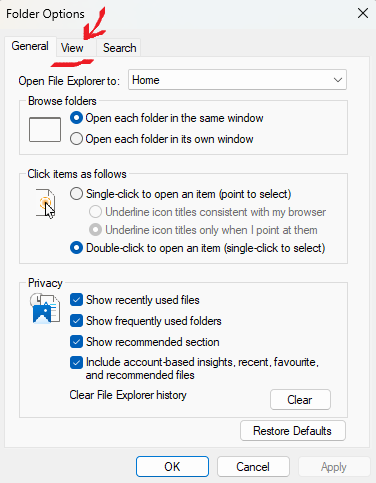 Folder Options
General
View
Search
Open File Explorer to:
Home
Browse folders
Open each folder in the same window
Open each folder in its own window
Click items as follows
Single-click to open an item (point to select)
Underline icon titles consistent with my browser
Underline icon titles only when I point at them
Double-click to open an item (single-click to select)
Privacy
Show recently used files
Show frequently used folders
Show recommended section
Include account-based insights, recent, favourite,
and recommended files
Clear File Explorer history
Clear
Restore Defaults
OK
Cancel
Apply